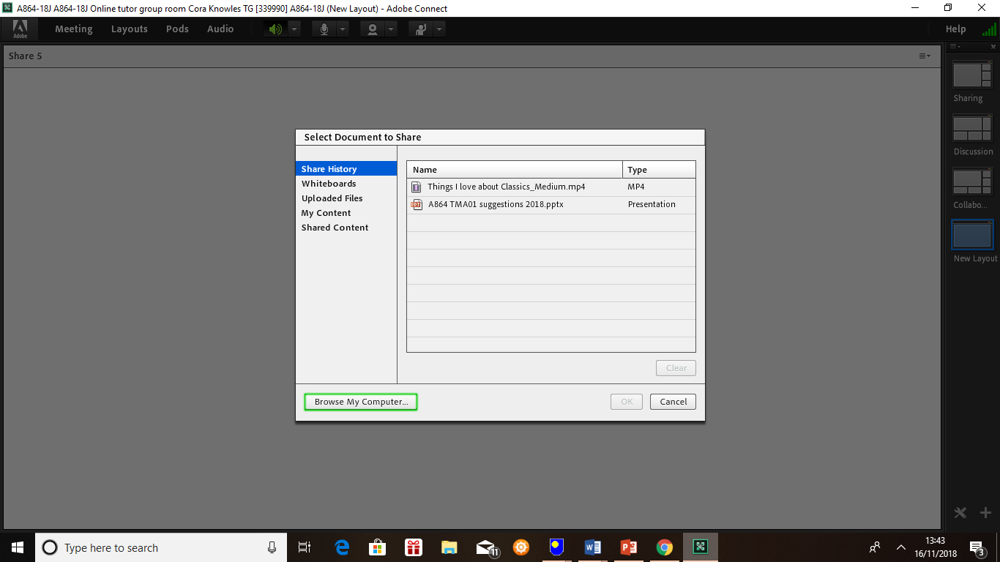 A864-18J A864-18J Online tutor group room Cora Knowles TG [339990] A864-18J (New Layout) - Adobe Connect
Adobe Meeting Layouts Pods Audio Help
Share 5
Sharing
Discussion
Collabo...
New Layout
Select Document to Share
Share History
Whiteboards
Uploaded Files
My Content
Shared Content
Name Type
Things I love about Classics_Medium.mp4 MP4
PPT A864 TMA01 suggestions 2018.pptx Presentation
Clear
Browse My Computer... OK Cancel
Type here to search
11
13:43
16/11/2018
3